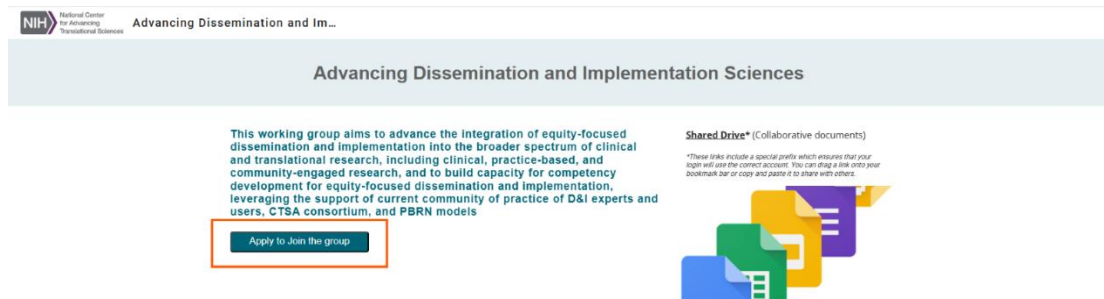 NIH
National Center
for Advancing
Translational Sciences
Advancing Dissemination and Im...
Advancing Dissemination and Implementation Sciences
This working group aims to advance the integration of equity-focused
dissemination and implementation into the broader spectrum of clinical
and translational research, including clinical, practice-based, and
community-engaged research, and to build capacity for competency
development for equity-focused dissemination and implementation,
leveraging the support of current community of practice of D&I experts and
users, CTSA consortium, and PBRN models
Apply to Join the group
Shared Drive* (Collaborative documents)
*These links include a special prefix which ensures that your
login will use the correct account. You can drag a link onto your
bookmark bar or copy and paste it to share with others.